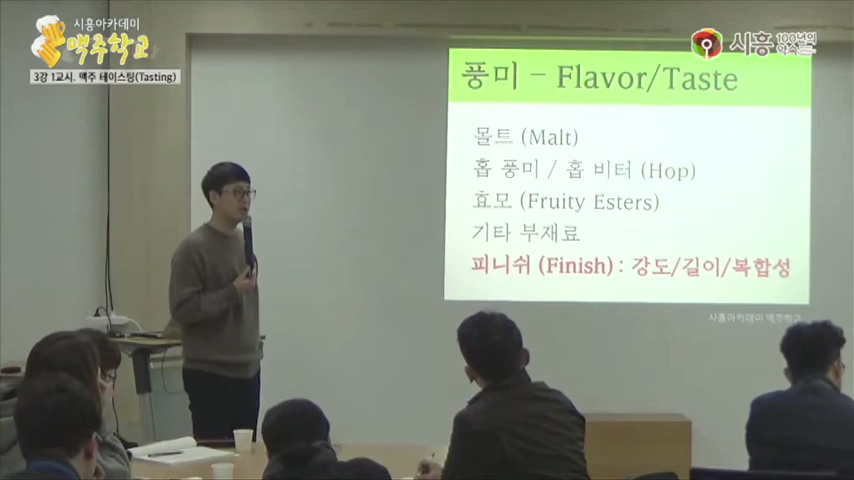 시흥아카데미
맥주학교
3강 1교시. 맥주 테이스팅(Tasting)
시흥 100년의 약속
풍미 – Flavor/Taste
몰트 (Malt)
홉 풍미 / 홉 비터 (Hop)
효모 (Fruity Esters)
기타 부재료
피니쉬 (Finish) : 강도/길이/복합성
시흥아카데미 맥주학교